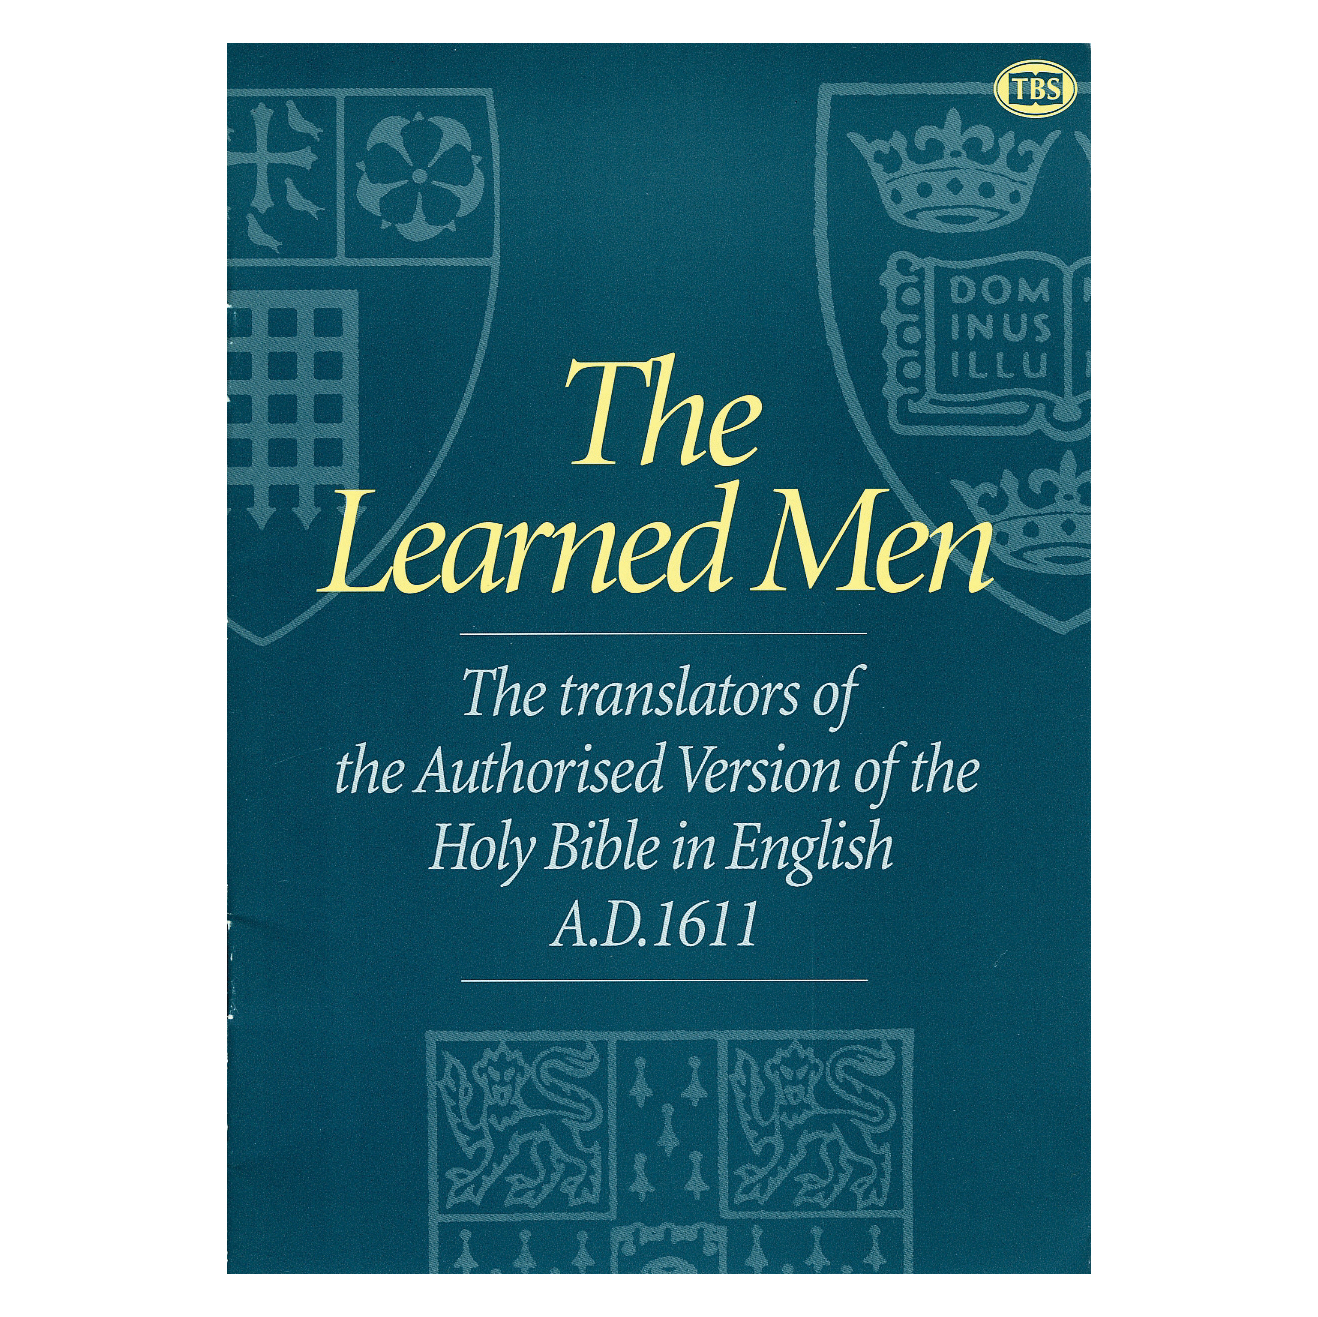 TBS
DOM
INUS
ILLU
The
Learned Men
The translators of
the Authorised Version of the
Holy Bible in English
A.D.1611